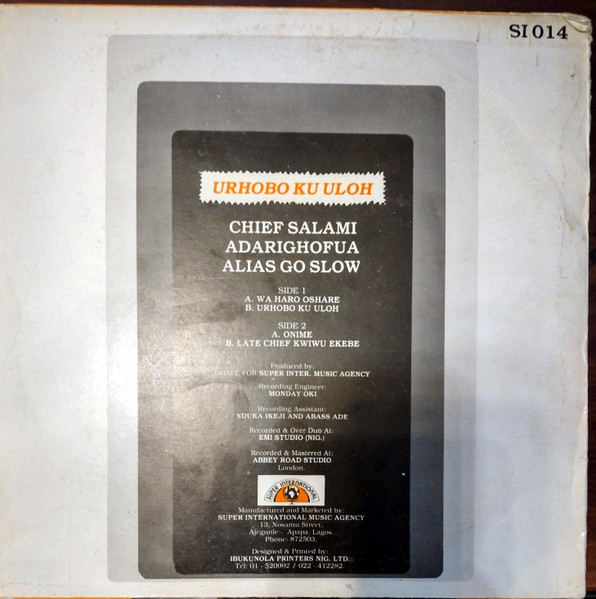 SI 014
URHOBO KU ULOH
CHIEF SALAMI
ADARIGHOFUA
ALIAS GO SLOW
SIDE 1
A. WA HARO OSHARE
B. URHOBO KU ULOH
SIDE 2
A. ONIME
B. LATE CHIEF KWIWU EKEBE
Produced by:
FOR SUPER INTER. MUSIC AGENCY
Recording Engineer:
MONDAY OKI
Recording Assistant:
NDUKA IKEJI AND ABASS ADE
Recorded & Over Dub At:
EMI STUDIO (NIG.)
Recorded & Mastered At:
ABBEY ROAD STUDIO
London.
SUPER INTERNATIONAL
Manufactured and Marketed by:
SUPER INTERNATIONAL MUSIC AGENCY
13, Nosamu Street,
Ajegunle - Apapa, Lagos.
Phone: 872503.
Designed & Printed by:
IBUKUNOLA PRINTERS NIG. LTD.
Tel: 01 - 520992 / 022 - 412282